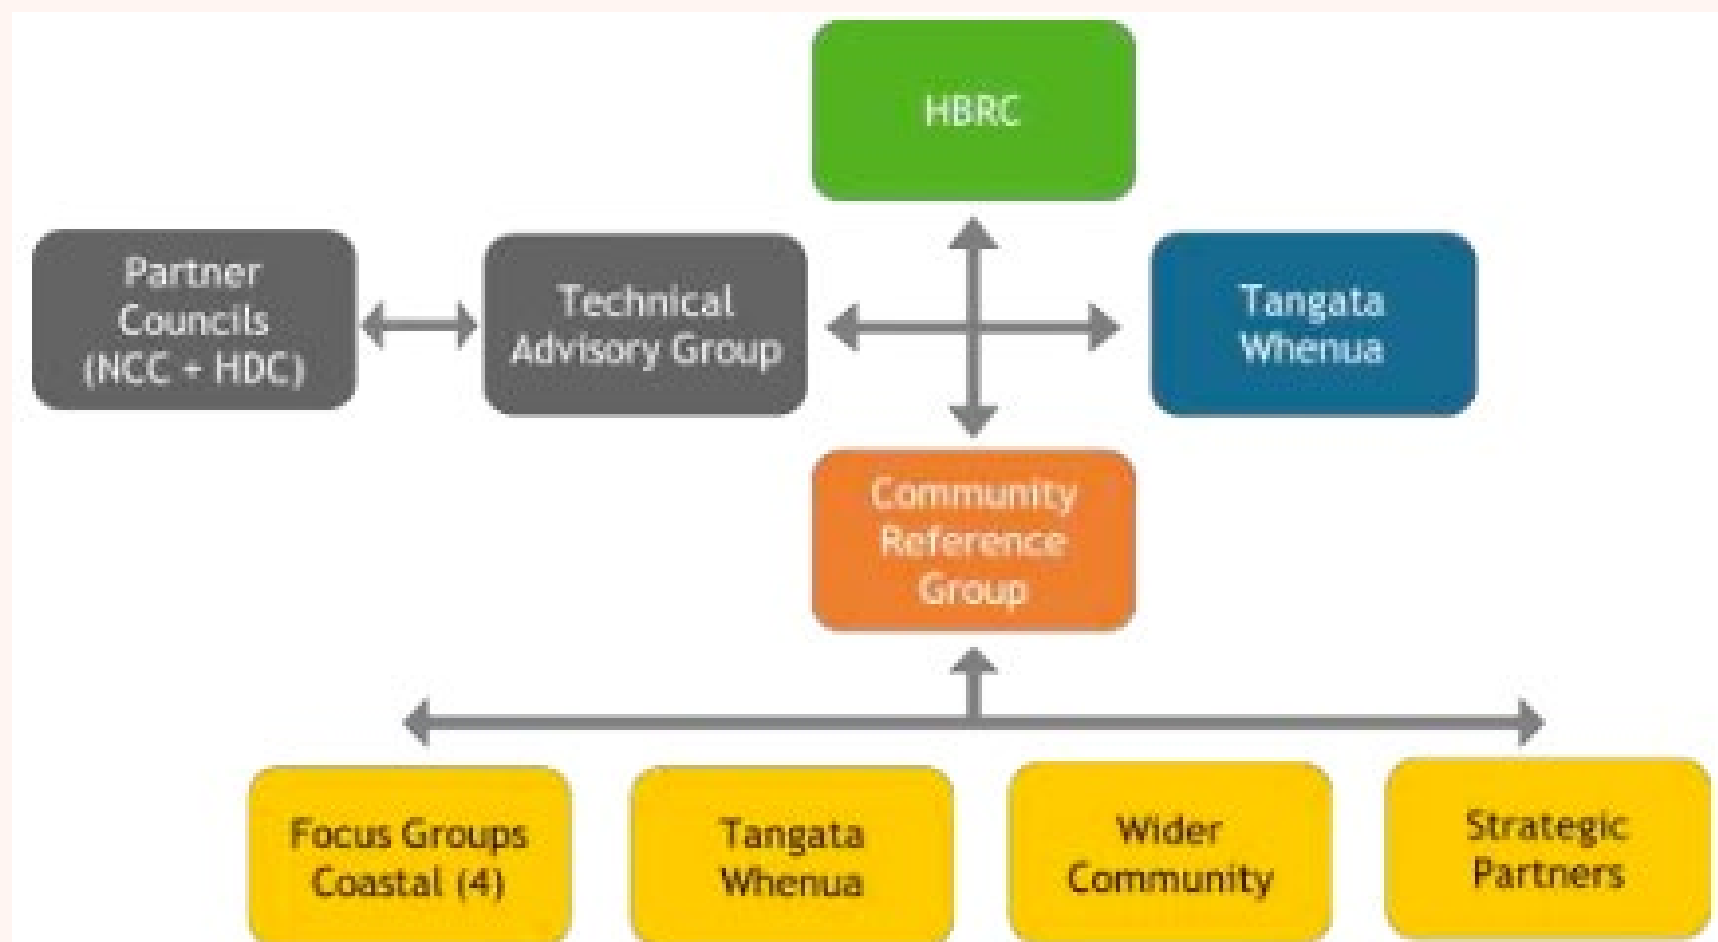 HBRC
Partner
Councils
(NCC + HDC)
Technical
Advisory Group
Tangata
Whenua
Community
Reference
Group
Focus Groups
Coastal (4)
Tangata
Whenua
Wider
Community
Strategic
Partners